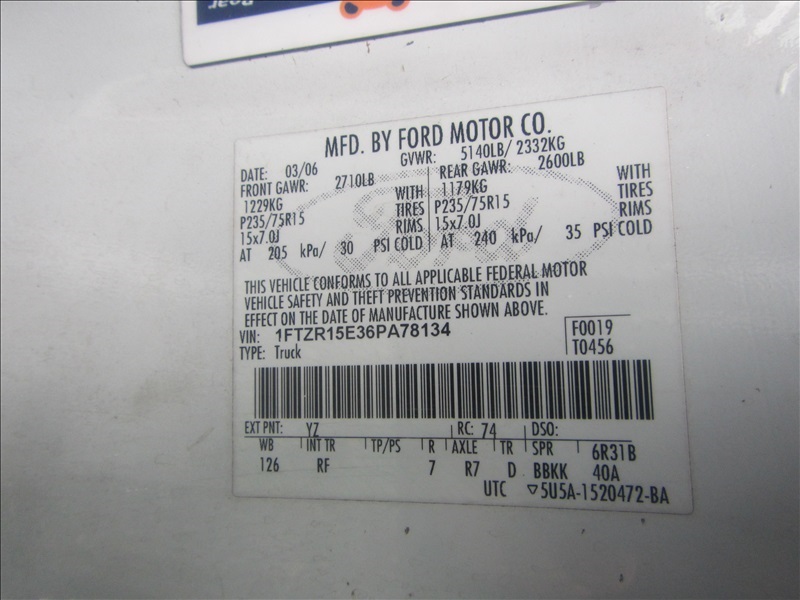 Rear
MFD. BY FORD MOTOR CO.
DATE: 03/06 GVWR: 5140LB/ 2332KG
FRONT GAWR: 2710LB REAR GAWR: 2600LB
1229KG WITH 1179KG WITH
P235/75R15 TIRES P235/75R15 TIRES
15x7.0J RIMS 15x7.0J RIMS
AT 205 kPa/ 30 PSI COLD AT 240 kPa/ 35 PSI COLD
Ford
THIS VEHICLE CONFORMS TO ALL APPLICABLE FEDERAL MOTOR
VEHICLE SAFETY AND THEFT PREVENTION STANDARDS IN
EFFECT ON THE DATE OF MANUFACTURE SHOWN ABOVE.
VIN: 1FTZR15E36PA78134 F0019
TYPE: Truck T0456
EXT PNT: YZ RC: 74 DSO:
WB INT TR TP/PS R AXLE TR SPR 6R31B
126 RF 7 R7 D BBKK 40A
UTC ▽5U5A-1520472-BA